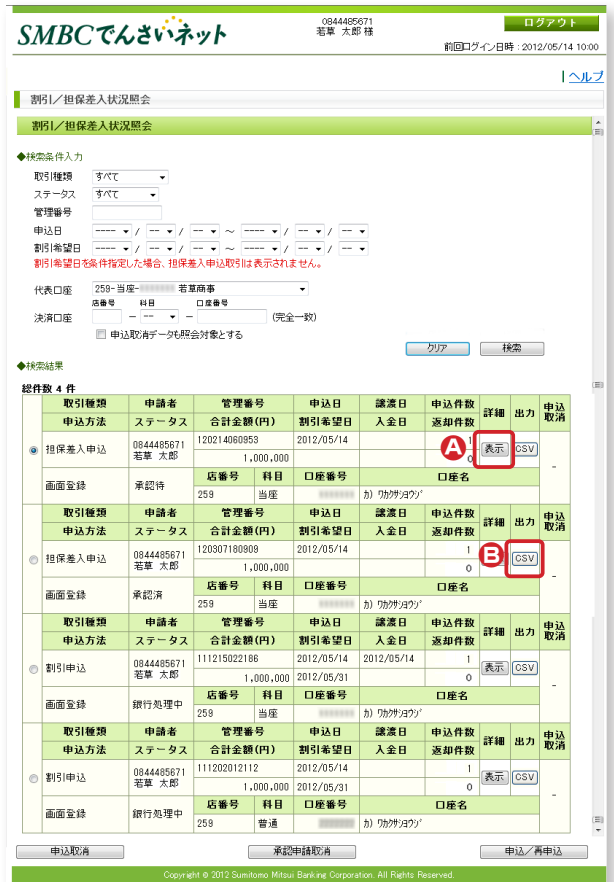 SMBCでんさいネット
0844485671
若草 太郎 様
ログアウト
前回ログイン日時 : 2012/05/14 10:00
ヘルプ
割引/担保差入状況照会
割引/担保差入状況照会
◆検索条件入力
取引種類 すべて
ステータス すべて
管理番号
申込日 ---- / -- / -- ~ ---- / -- / --
割引希望日 ---- / -- / -- ~ ---- / -- / --
割引希望日を条件指定した場合、担保差入申込取引は表示されません。
代表口座 259-当座- 若草商事
店番号 科目 口座番号
決済口座 - -- - (完全一致)
申込取消データも照会対象とする
クリア 検索
◆検索結果
総件数 4 件
取引種類 申請者 管理番号 申込日 譲渡日 申込件数 詳細 出力 申込取消
申込方法 ステータス 合計金額(円) 割引希望日 入金日 返却件数
担保差入申込 0844485671 若草 太郎 120214060953 2012/05/14 1 A 表示 CSV -
1,000,000 0
画面登録 承認待 店番号 科目 口座番号 口座名
259 当座 カ) ワカクサショウジ
取引種類 申請者 管理番号 申込日 譲渡日 申込件数 詳細 出力 申込取消
申込方法 ステータス 合計金額(円) 割引希望日 入金日 返却件数
担保差入申込 0844485671 若草 太郎 120307180909 2012/05/14 1 B CSV -
1,000,000 0
画面登録 承認済 店番号 科目 口座番号 口座名
259 当座 カ) ワカクサショウジ
取引種類 申請者 管理番号 申込日 譲渡日 申込件数 詳細 出力 申込取消
申込方法 ステータス 合計金額(円) 割引希望日 入金日 返却件数
割引申込 0844485671 若草 太郎 111215022186 2012/05/14 2012/05/14 1 表示 CSV -
1,000,000 2012/05/31 0
画面登録 銀行処理中 店番号 科目 口座番号 口座名
259 当座 カ) ワカクサショウジ
取引種類 申請者 管理番号 申込日 譲渡日 申込件数 詳細 出力 申込取消
申込方法 ステータス 合計金額(円) 割引希望日 入金日 返却件数
割引申込 0844485671 若草 太郎 111202012112 2012/05/14 1 表示 CSV -
1,000,000 2012/05/31 0
画面登録 銀行処理中 店番号 科目 口座番号 口座名
259 普通 カ) ワカクサショウジ
申込取消 承認申請取消 申込/再申込
Copyright © 2012 Sumitomo Mitsui Banking Corporation. All Rights Reserved.